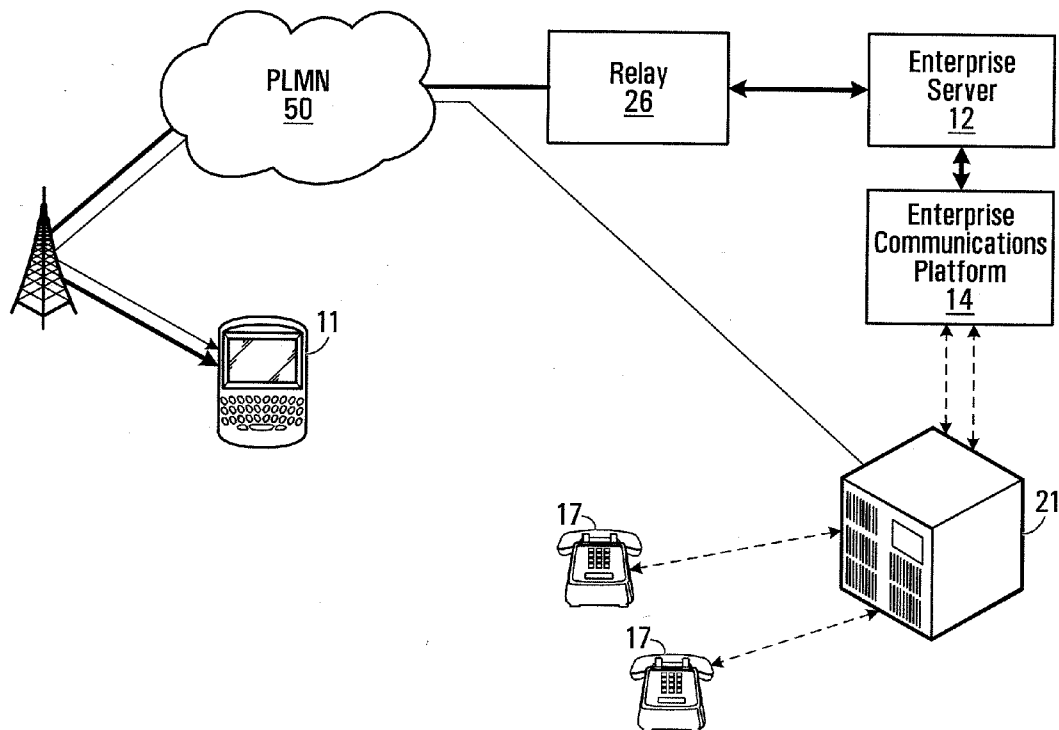 PLMN
50
Relay
26
Enterprise
Server
12
Enterprise
Communications
Platform
14
11
21
17
17